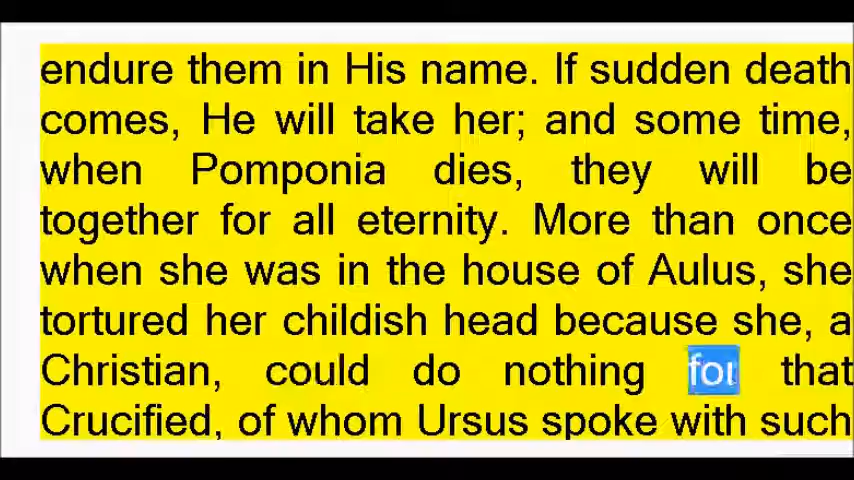 endure them in His name. If sudden death
comes, He will take her; and some time,
when Pomponia dies, they will be
together for all eternity. More than once
when she was in the house of Aulus, she
tortured her childish head because she, a
Christian, could do nothing for that
Crucified, of whom Ursus spoke with such